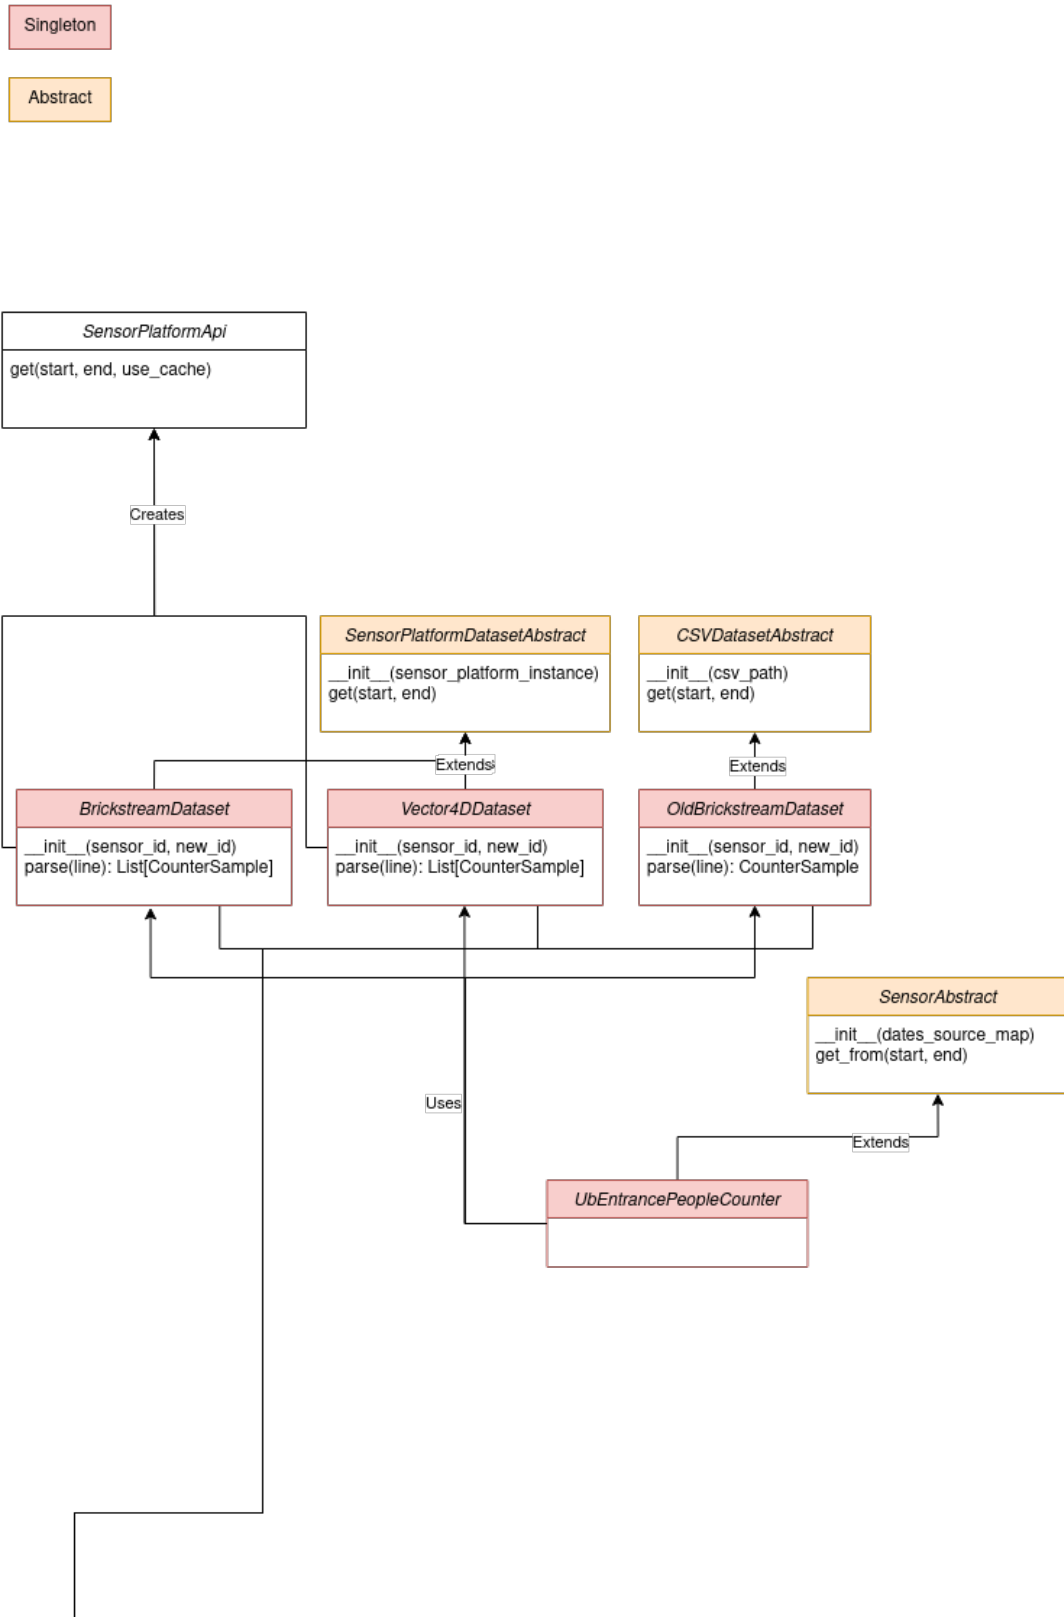 Singleton
Abstract
SensorPlatformApi
get(start, end, use_cache)
Creates
SensorPlatformDatasetAbstract
__init__(sensor_platform_instance)
get(start, end)
CSVDatasetAbstract
__init__(csv_path)
get(start, end)
Extends
Extends
BrickstreamDataset
__init__(sensor_id, new_id)
parse(line): List[CounterSample]
Vector4DDataset
__init__(sensor_id, new_id)
parse(line): List[CounterSample]
OldBrickstreamDataset
__init__(sensor_id, new_id)
parse(line): CounterSample
SensorAbstract
__init__(dates_source_map)
get_from(start, end)
Uses
Extends
UbEntrancePeopleCounter